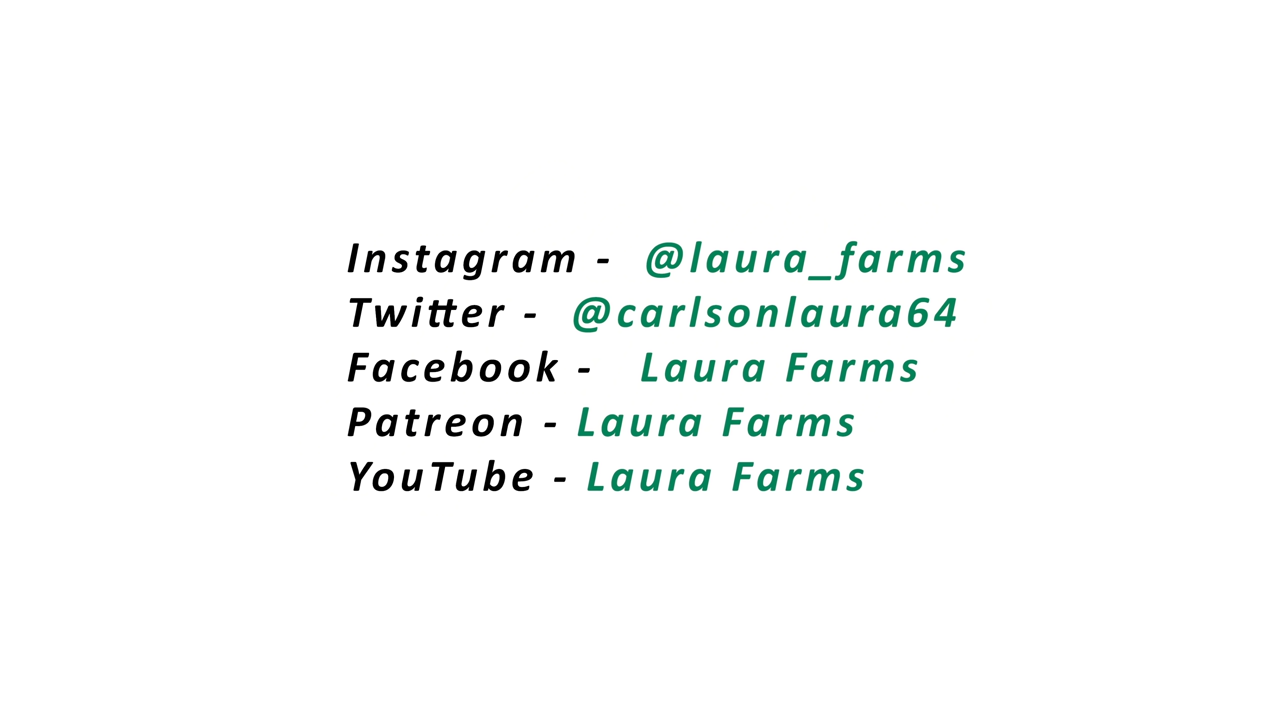 Instagram - @laura_farms
Twitter - @carlsonlaura64
Facebook - Laura Farms
Patreon - Laura Farms
YouTube - Laura Farms